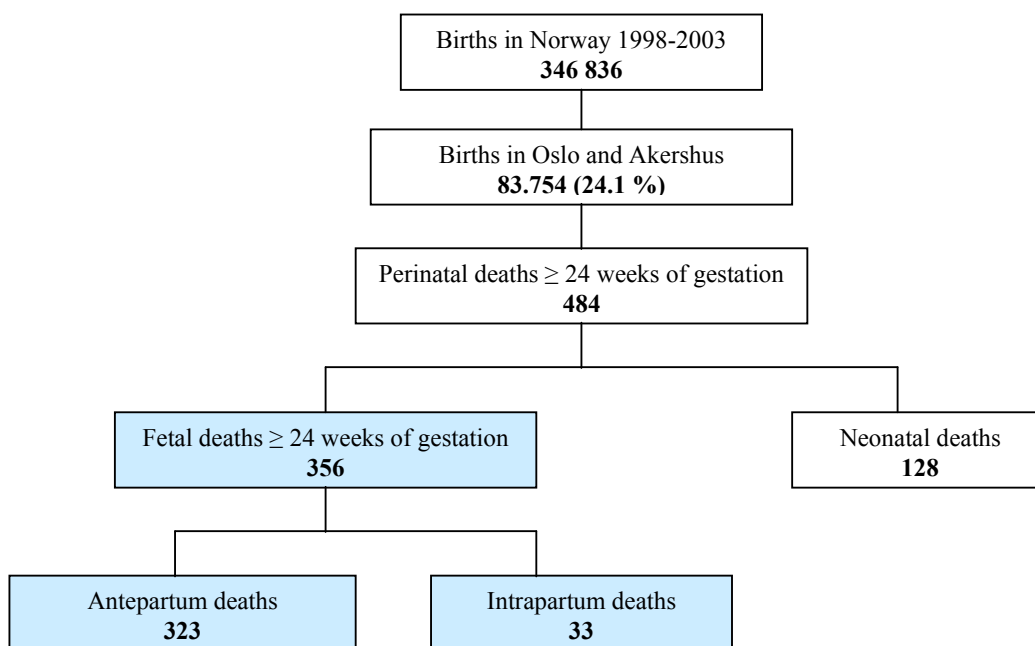 Births in Norway 1998-2003
346 836
Births in Oslo and Akershus
83.754 (24.1 %)
Perinatal deaths ≥ 24 weeks of gestation
484
Fetal deaths ≥ 24 weeks of gestation
356
Neonatal deaths
128
Antepartum deaths
323
Intrapartum deaths
33